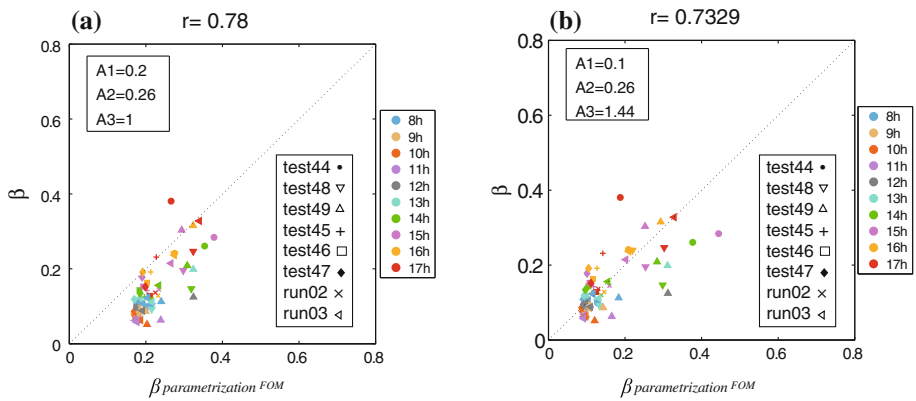 (a)
r= 0.78
A1=0.2
A2=0.26
A3=1
0.8
0.6
0.4
0.2
0
β
0
0.2
0.4
0.6
0.8
β parametrization FOM
test44
test48
test49
test45
test46
test47
run02
run03
8h
9h
10h
11h
12h
13h
14h
15h
16h
17h
(b)
r= 0.7329
A1=0.1
A2=0.26
A3=1.44
0.8
0.6
0.4
0.2
0
β
0
0.2
0.4
0.6
0.8
β parametrization FOM
test44
test48
test49
test45
test46
test47
run02
run03
8h
9h
10h
11h
12h
13h
14h
15h
16h
17h